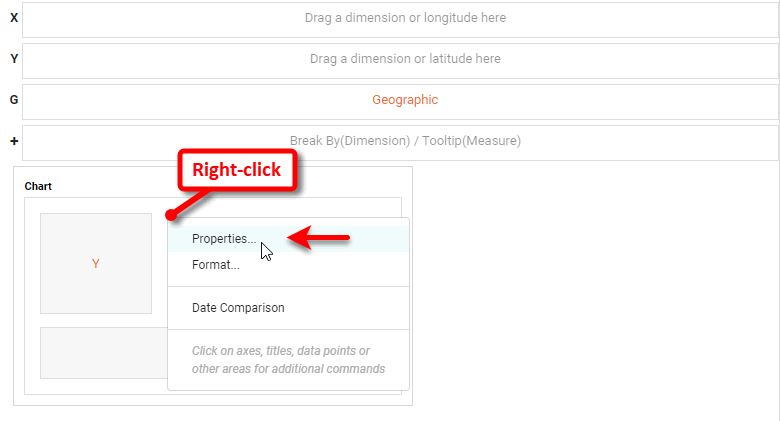 X
Drag a dimension or longitude here
Y
Drag a dimension or latitude here
G
Geographic
+
Break By(Dimension) / Tooltip(Measure)
Right-click
Chart
Y
Properties...
Format...
Date Comparison
Click on axes, titles, data points or
other areas for additional commands